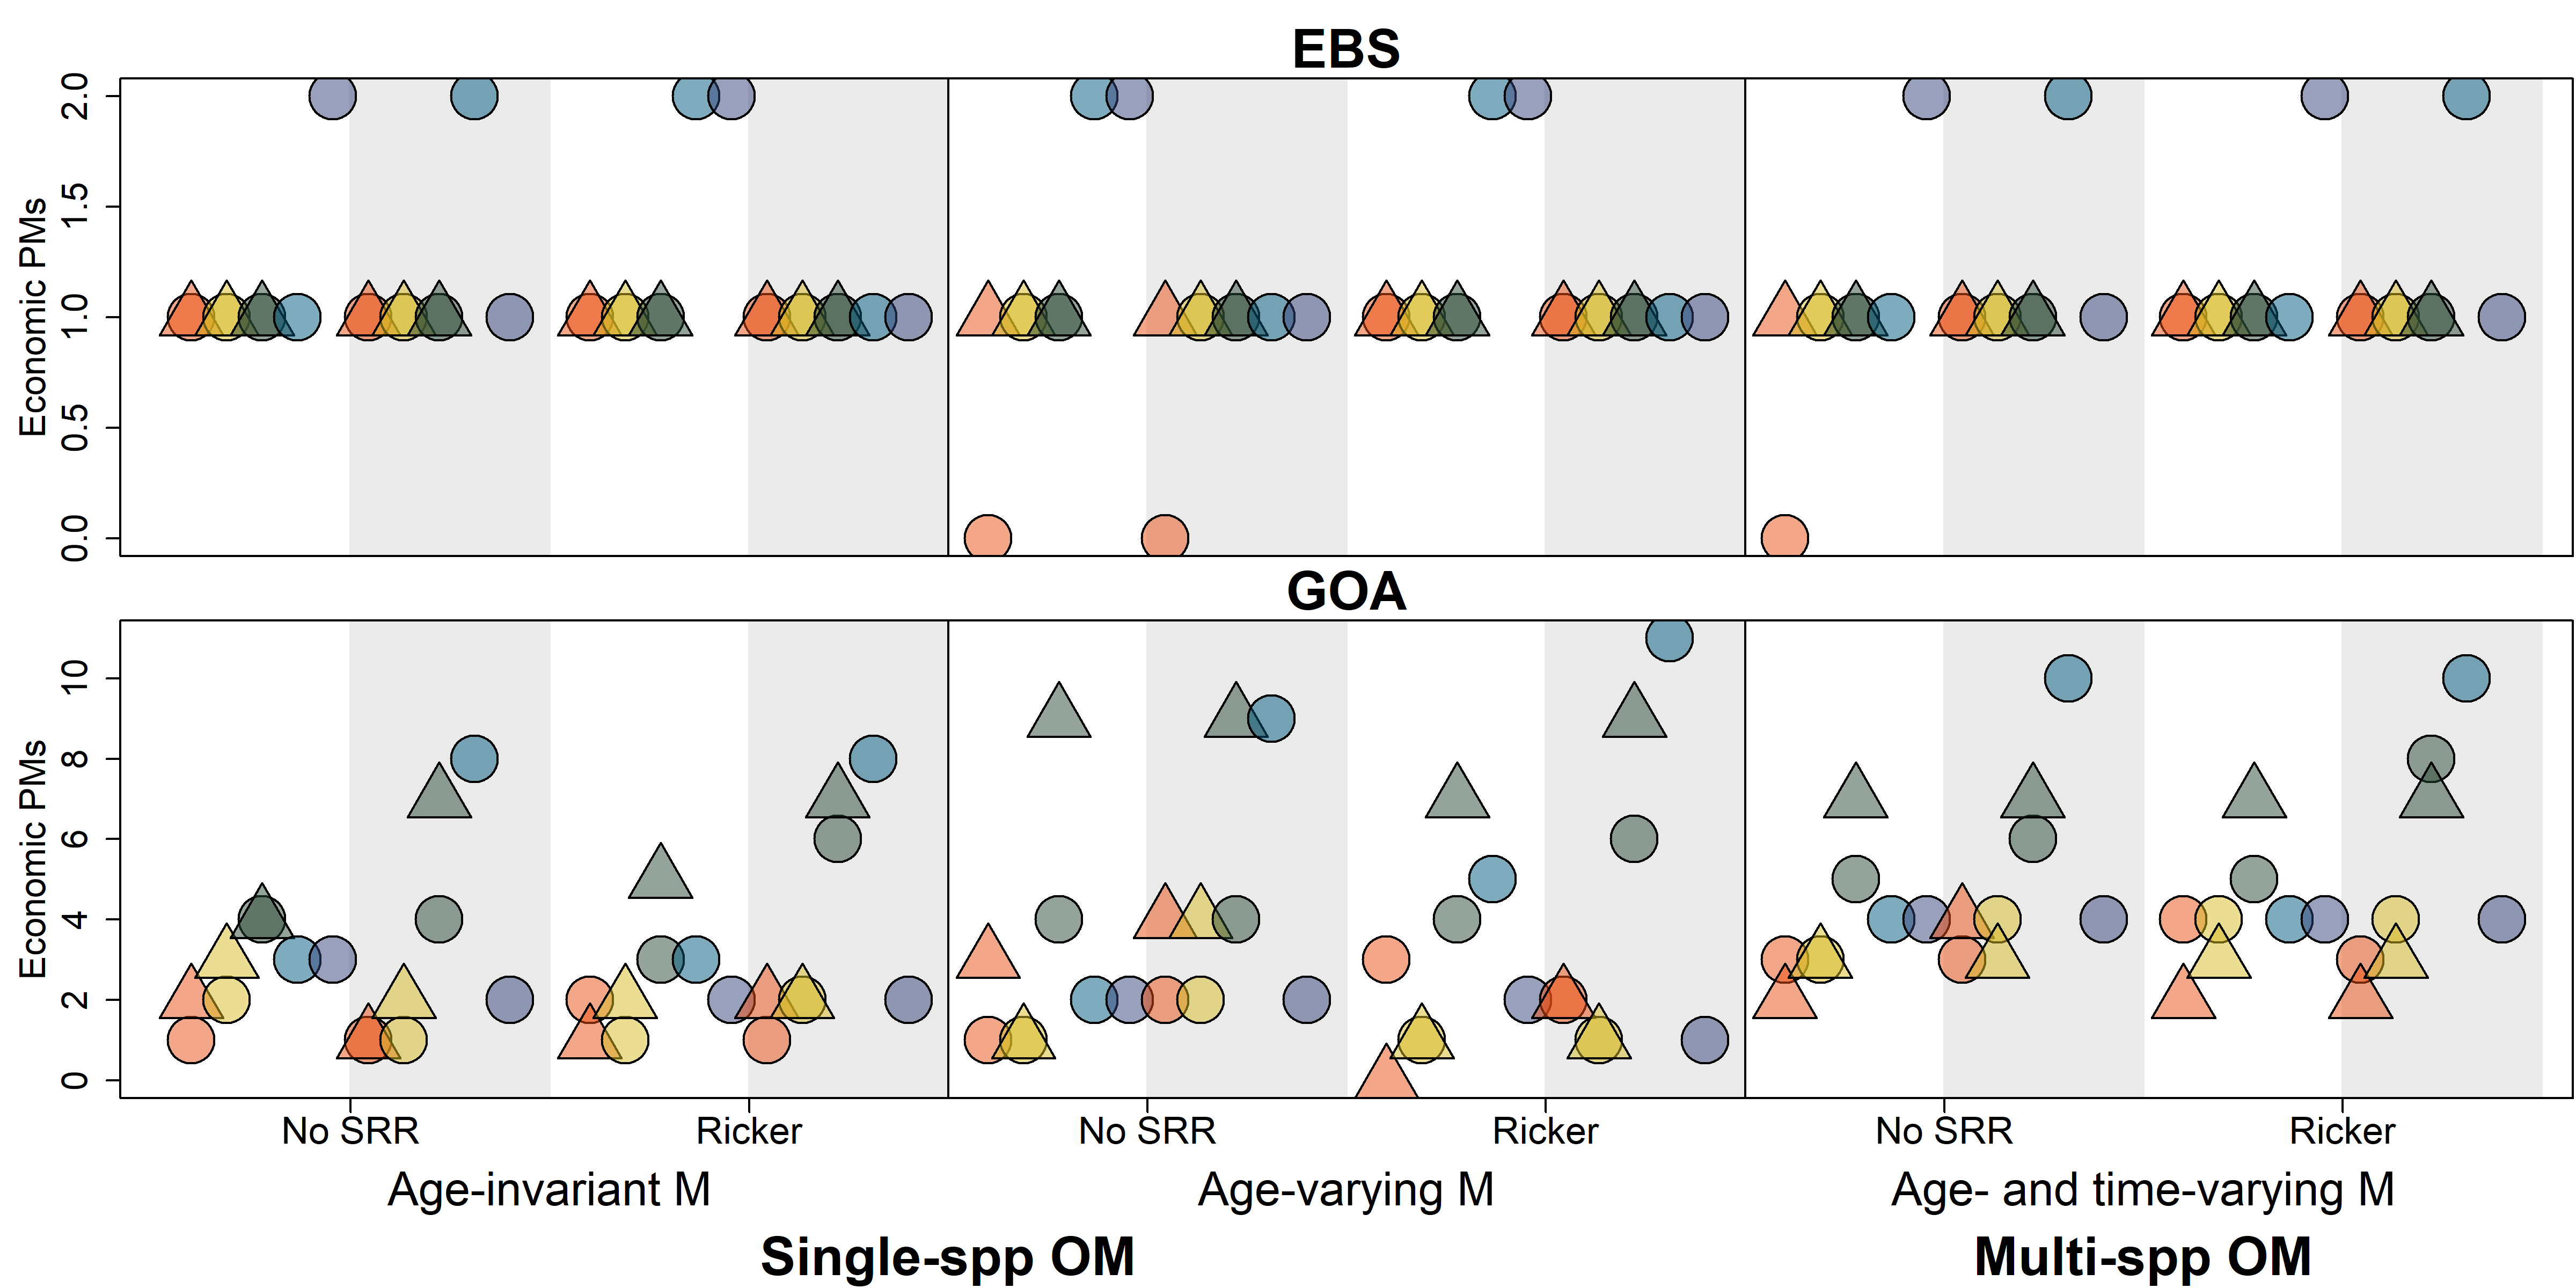 EBS
Economic PMs
2.0
1.5
1.0
0.5
0.0
GOA
Economic PMs
10
8
6
4
2
0
No SRR Ricker No SRR Ricker No SRR Ricker
Age-invariant M Age-varying M Age- and time-varying M
Single-spp OM Multi-spp OM